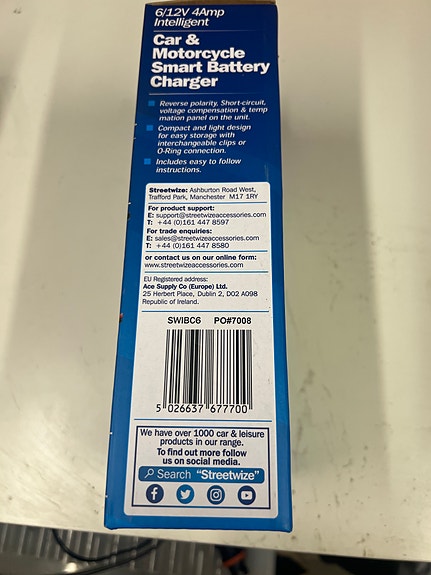 6/12V 4Amp
Intelligent
Car &
Motorcycle
Smart Battery
Charger
Reverse polarity, Short-circuit,
voltage compensation & temp
mation panel on the unit.
Compact and light design
for easy storage with
interchangeable clips or
O-Ring connection.
Includes easy to follow
instructions.
Streetwize: Ashburton Road West,
Trafford Park, Manchester M17 1RY
For product support:
E: support@streetwizeaccessories.com
T: +44 (0)161 447 8597
For trade enquiries:
E: sales@streetwizeaccessories.com
T: +44 (0)161 447 8580
or contact us on our online form:
www.streetwizeaccessories.com
EU Registered address:
Ace Supply Co (Europe) Ltd.
25 Herbert Place, Dublin 2, D02 A098
Republic of Ireland.
SWIBC6 PO#7008
5 026637 677700
We have over 1000 car & leisure
products in our range.
To find out more follow
us on social media.
Search "Streetwize"